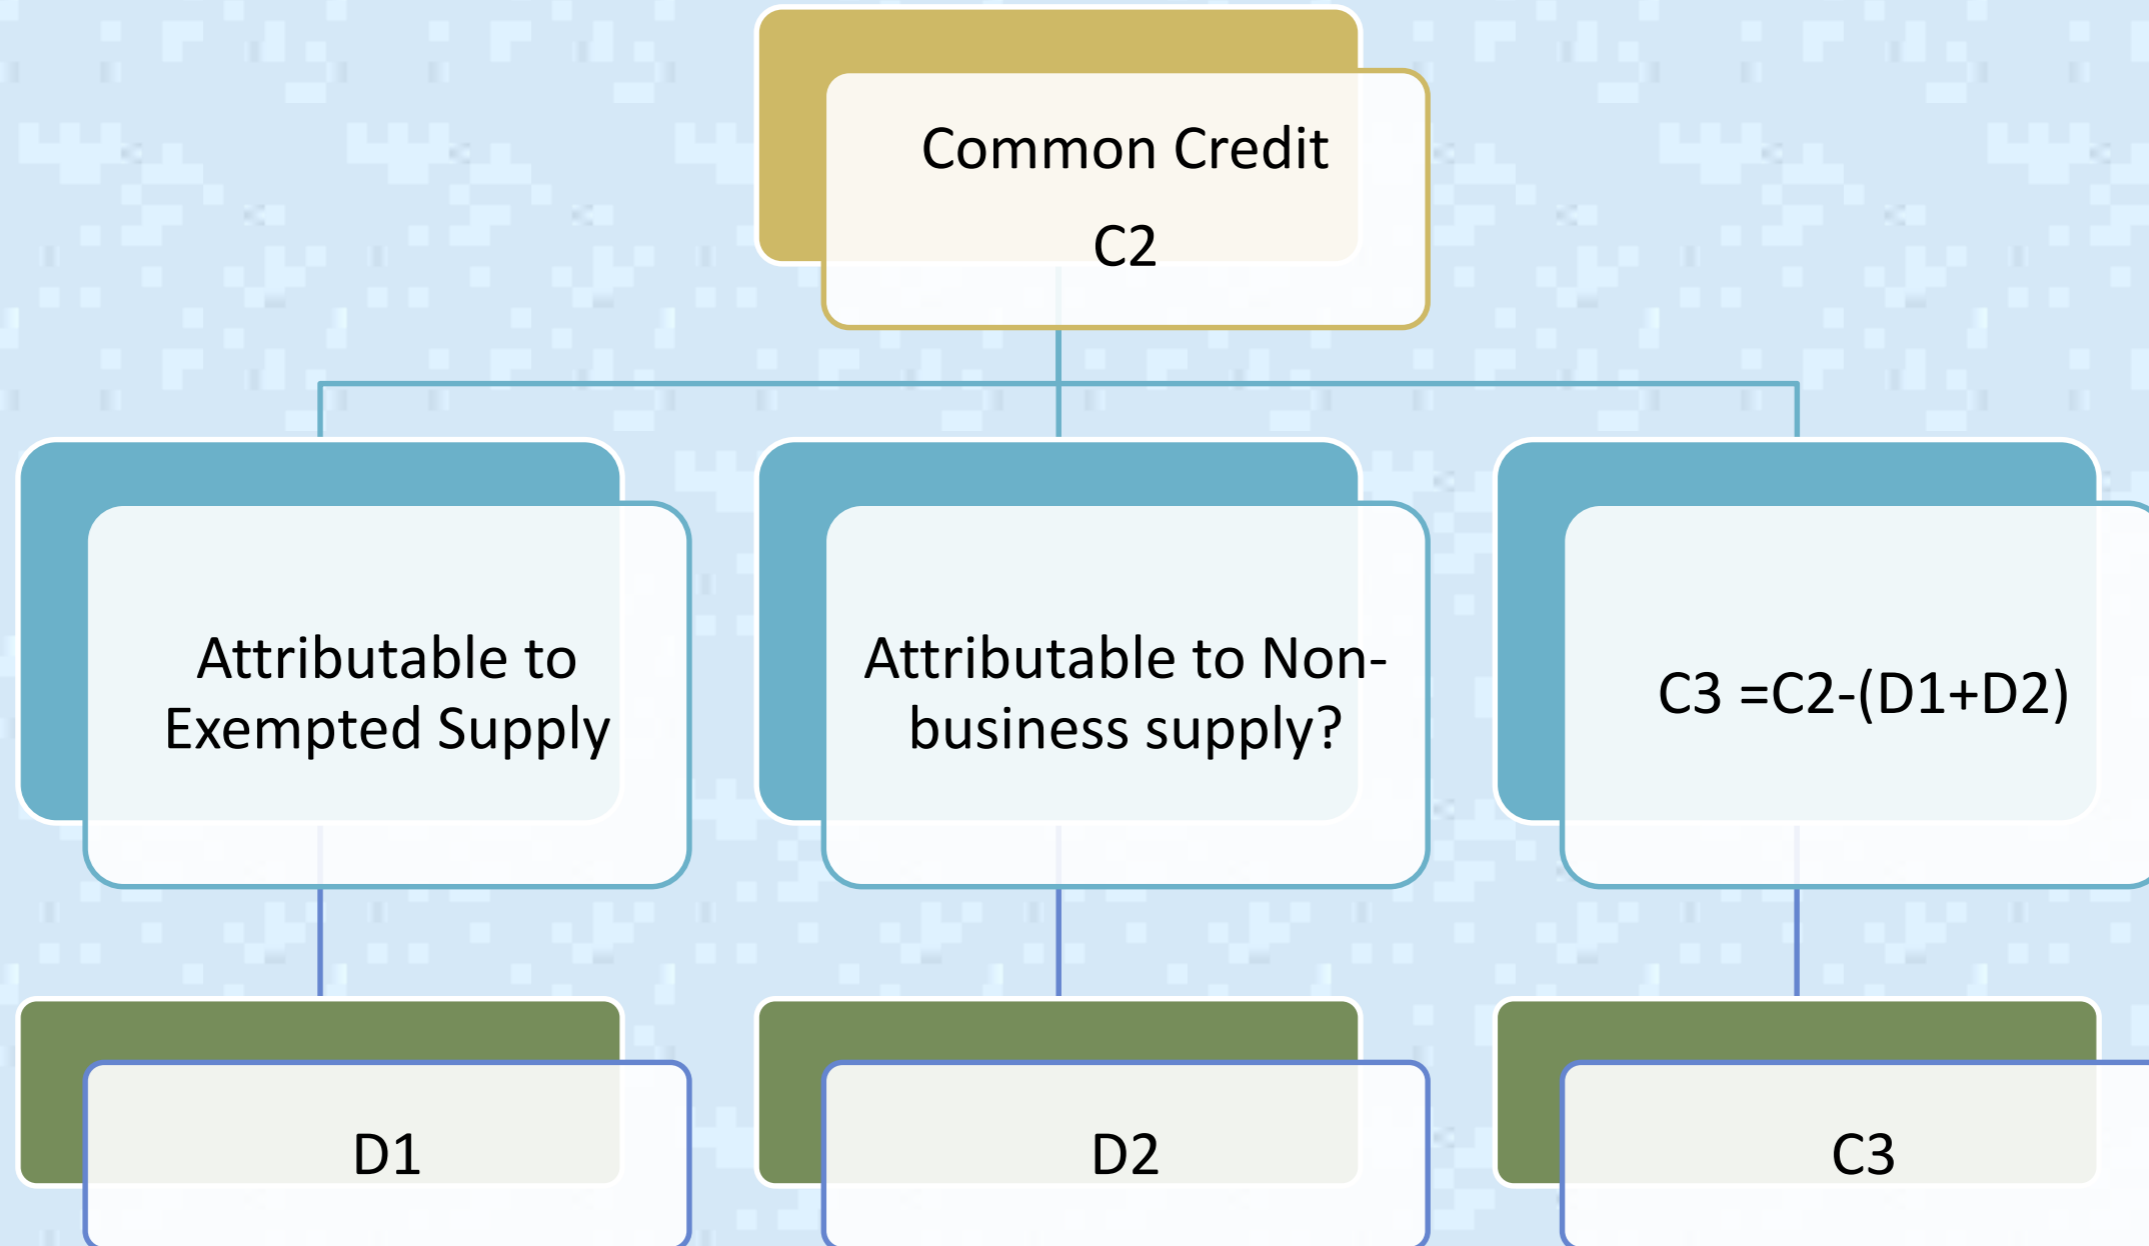 Common Credit
C2
Attributable to
Exempted Supply
Attributable to Non-
business supply?
C3 =C2-(D1+D2)
D1
D2
C3